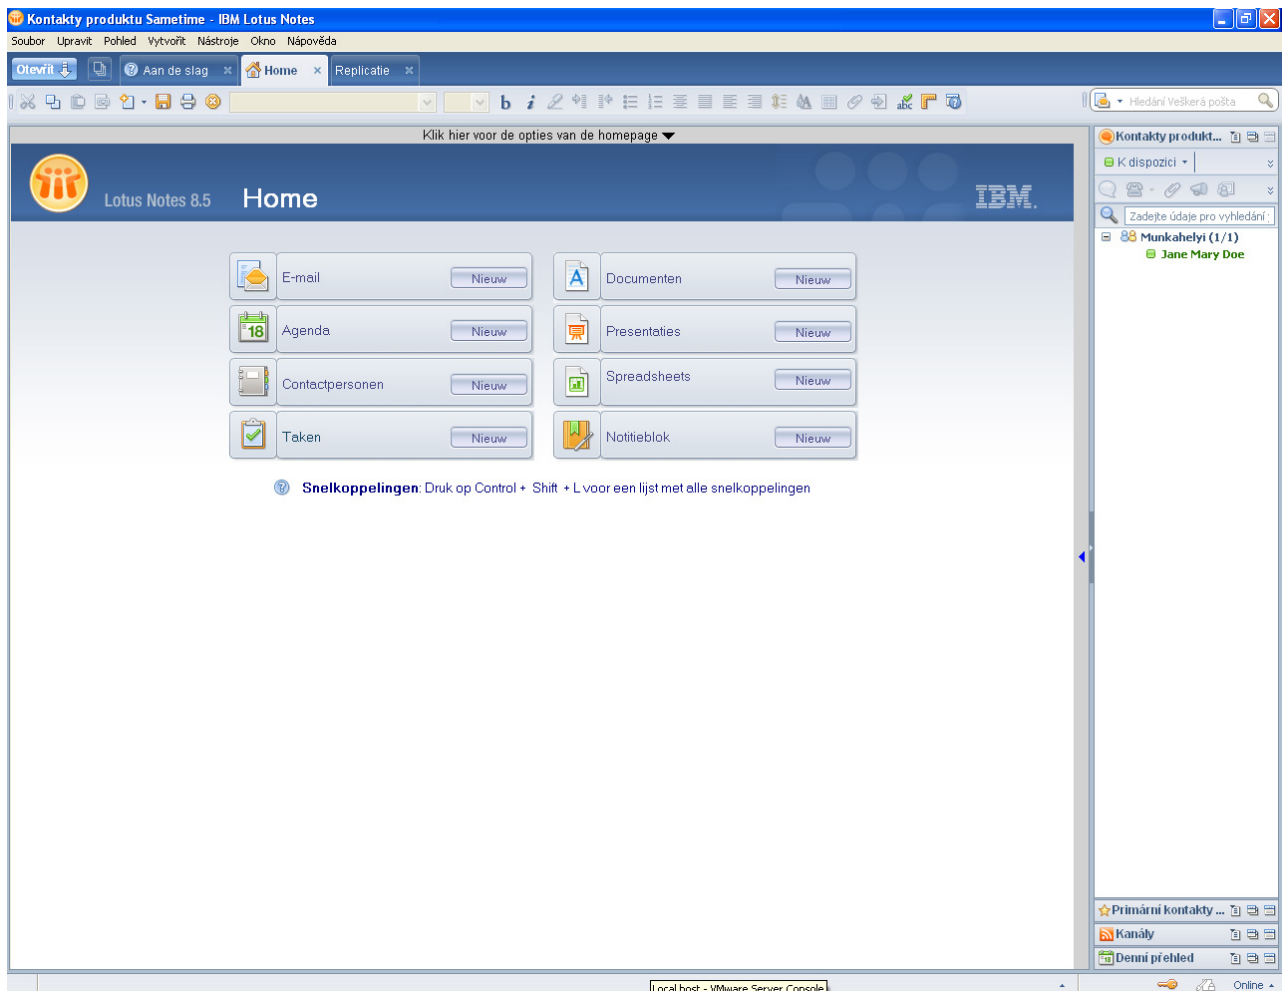 Kontakty produktu Sametime - IBM Lotus Notes
Soubor Upravit Pohled Vytvořit Nástroje Okno Nápověda
Otevřít Aan de slag Home Replicatie
Hledání Veškerá pošta
Klik hier voor de opties van de homepage
Lotus Notes 8.5 Home IBM.
E-mail Nieuw Documenten Nieuw
18 Agenda Nieuw Presentaties Nieuw
Contactpersonen Nieuw Spreadsheets Nieuw
Taken Nieuw Notitieblok Nieuw
Snelkoppelingen: Druk op Control + Shift + L voor een lijst met alle snelkoppelingen
Kontakty produkt...
K dispozici
Zadejte údaje pro vyhledání
Munkahelyi (1/1)
Jane Mary Doe
Primární kontakty ...
Kanály
Denní přehled
Local host - VMware Server Console
Online